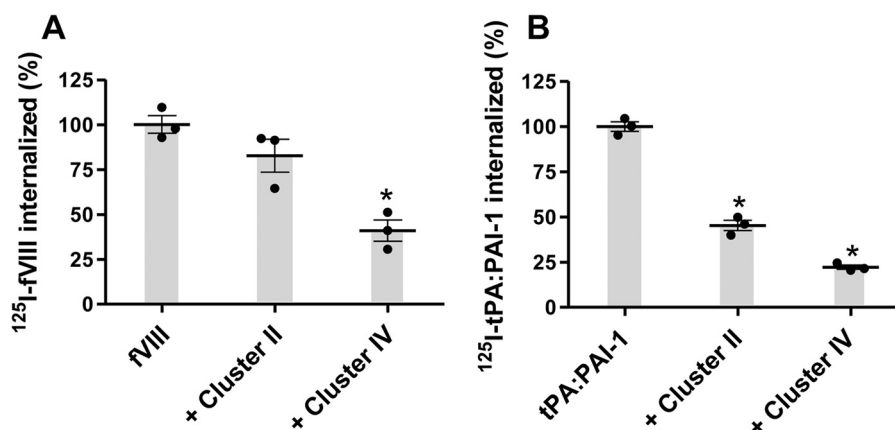 A
¹²⁵I-fVIII internalized (%)
125
100
75
50
25
0
*
fVIII
+ Cluster II
+ Cluster IV
B
¹²⁵I-tPA:PAI-1 internalized (%)
125
100
75
50
25
0
*
*
tPA:PAI-1
+ Cluster II
+ Cluster IV